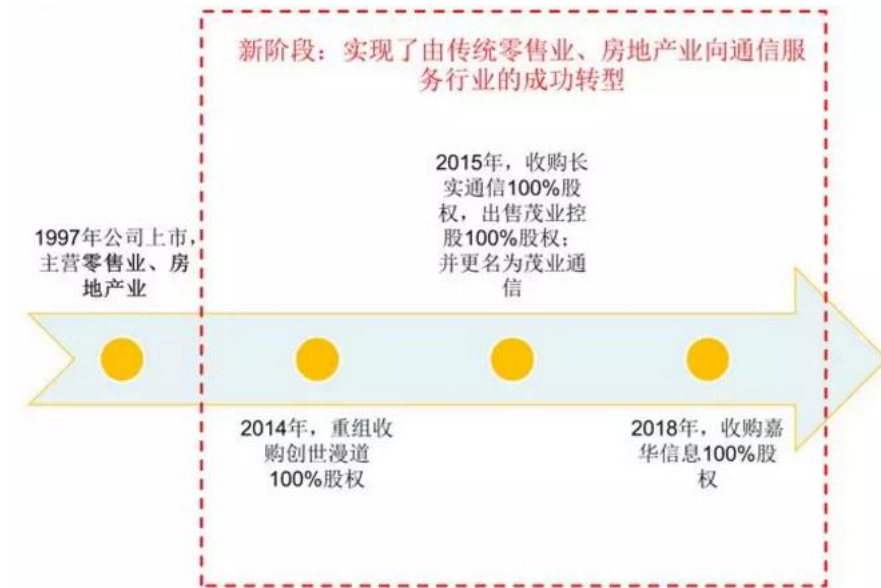 新阶段：实现了由传统零售业、房地产业向通信服
务行业的成功转型
1997年公司上市，
主营零售业、房
地产业
2014年，重组收
购创世漫道
100%股权
2015年，收购长
实通信100%股
权，出售茂业控
股100%股权；
并更名为茂业通
信
2018年，收购嘉
华信息100%股
权